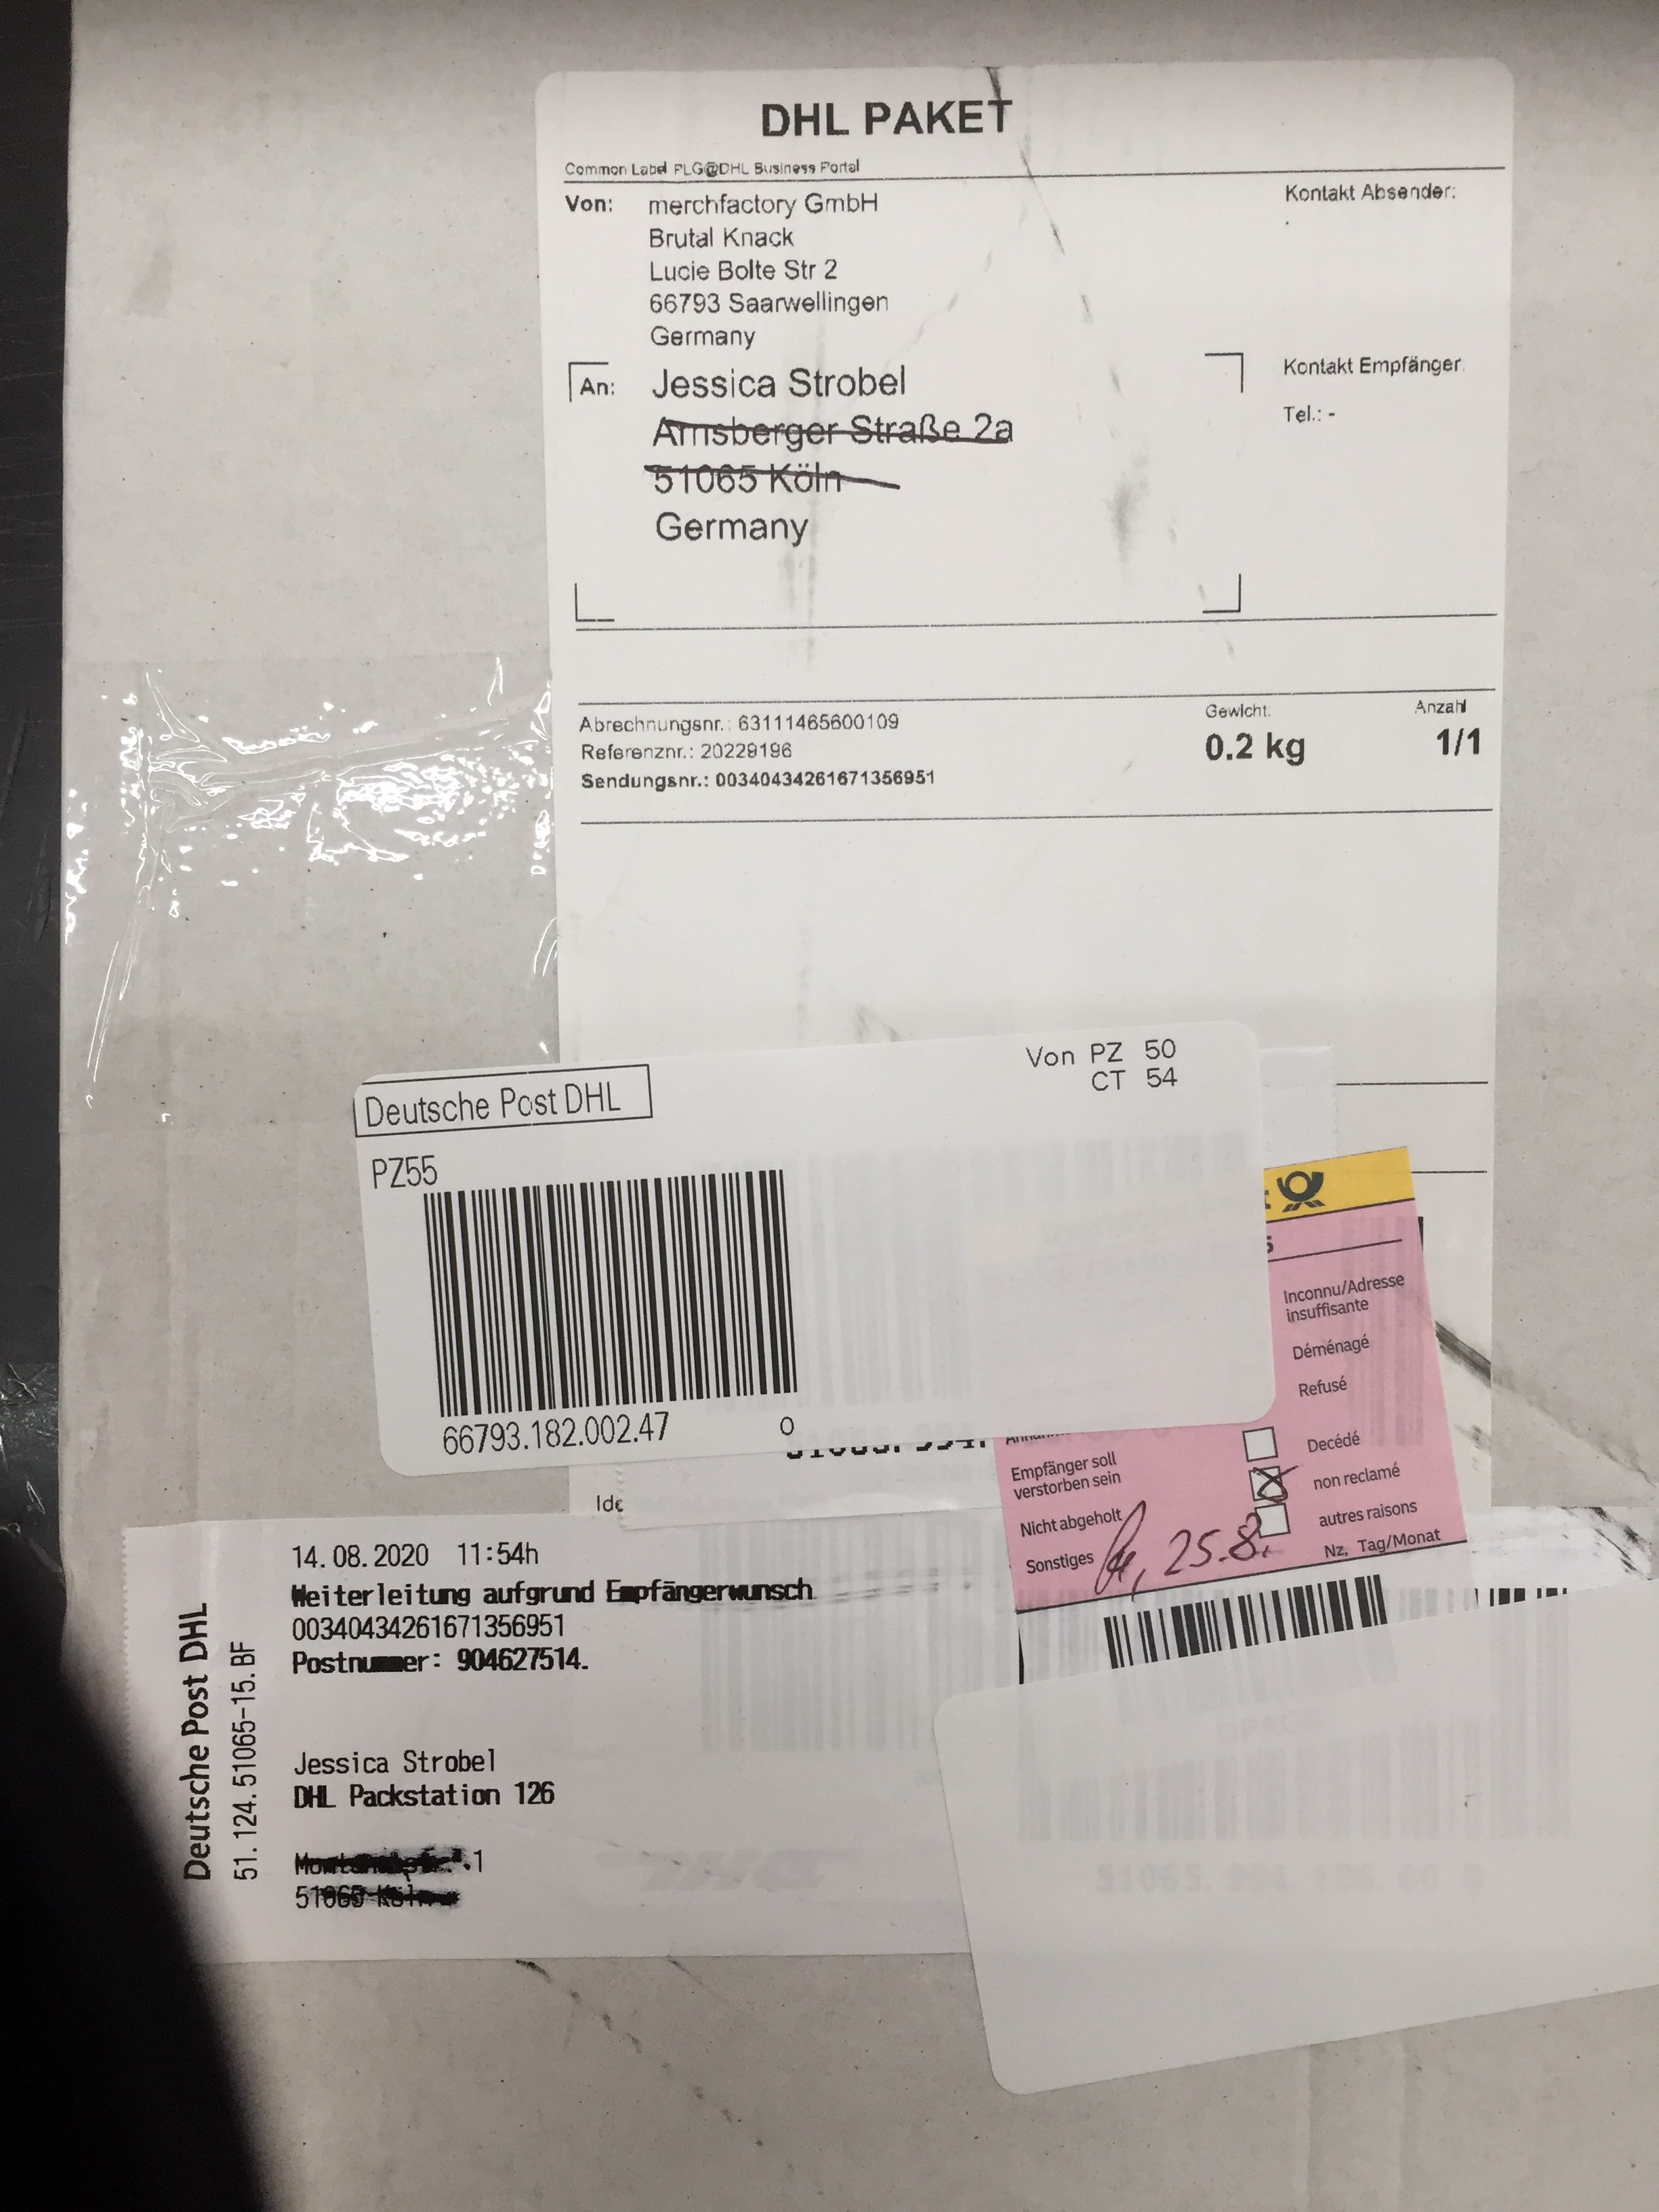 DHL PAKET
Common Label PLG@DHL Business Portal
Von: merchfactory GmbH
Brutal Knack
Lucie Bolte Str 2
66793 Saarwellingen
Germany
Kontakt Absender:
.
An: Jessica Strobel
Arnsberger Straße 2a
51065 Köln
Germany
Kontakt Empfänger
Tel.: -
Abrechnungsnr.: 63111465600109
Referenznr.: 20229196
Sendungsnr.: 00340434261671356951
Gewicht:
0.2 kg
Anzahl
1/1
Deutsche Post DHL
Von PZ 50
CT 54
PZ55
66793.182.002.47 0
Inconnu/Adresse
insuffisante
Déménagé
Refusé
Empfänger soll
verstorben sein
Decédé
Nicht abgeholt
non reclamé
Sonstiges
autres raisons
25.8.
Nz, Tag/Monat
Deutsche Post DHL
51.124.51065-15.BF
14.08.2020 11:54h
Weiterleitung aufgrund Empfängerwunsch
00340434261671356951
Postnummer: 904627514.
Jessica Strobel
DHL Packstation 126
1
51065 Köln